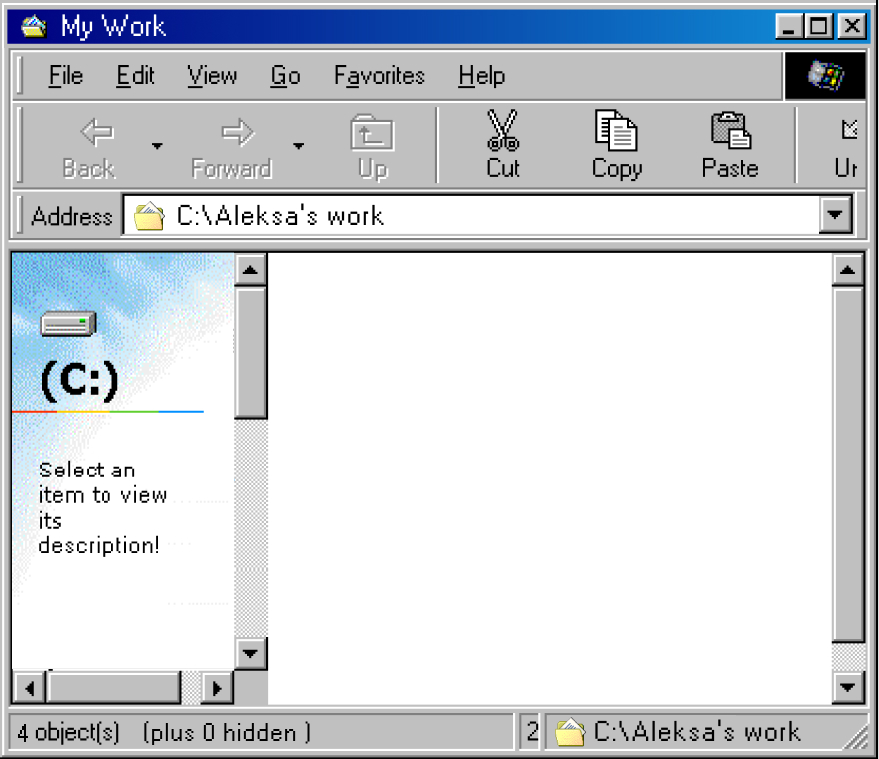 My Work
File Edit View Go Favorites Help
Back Forward Up Cut Copy Paste
Address C:\Aleksa's work
(C:)
Select an
item to view
its
description!
4 object(s) (plus 0 hidden ) 2 C:\Aleksa's work